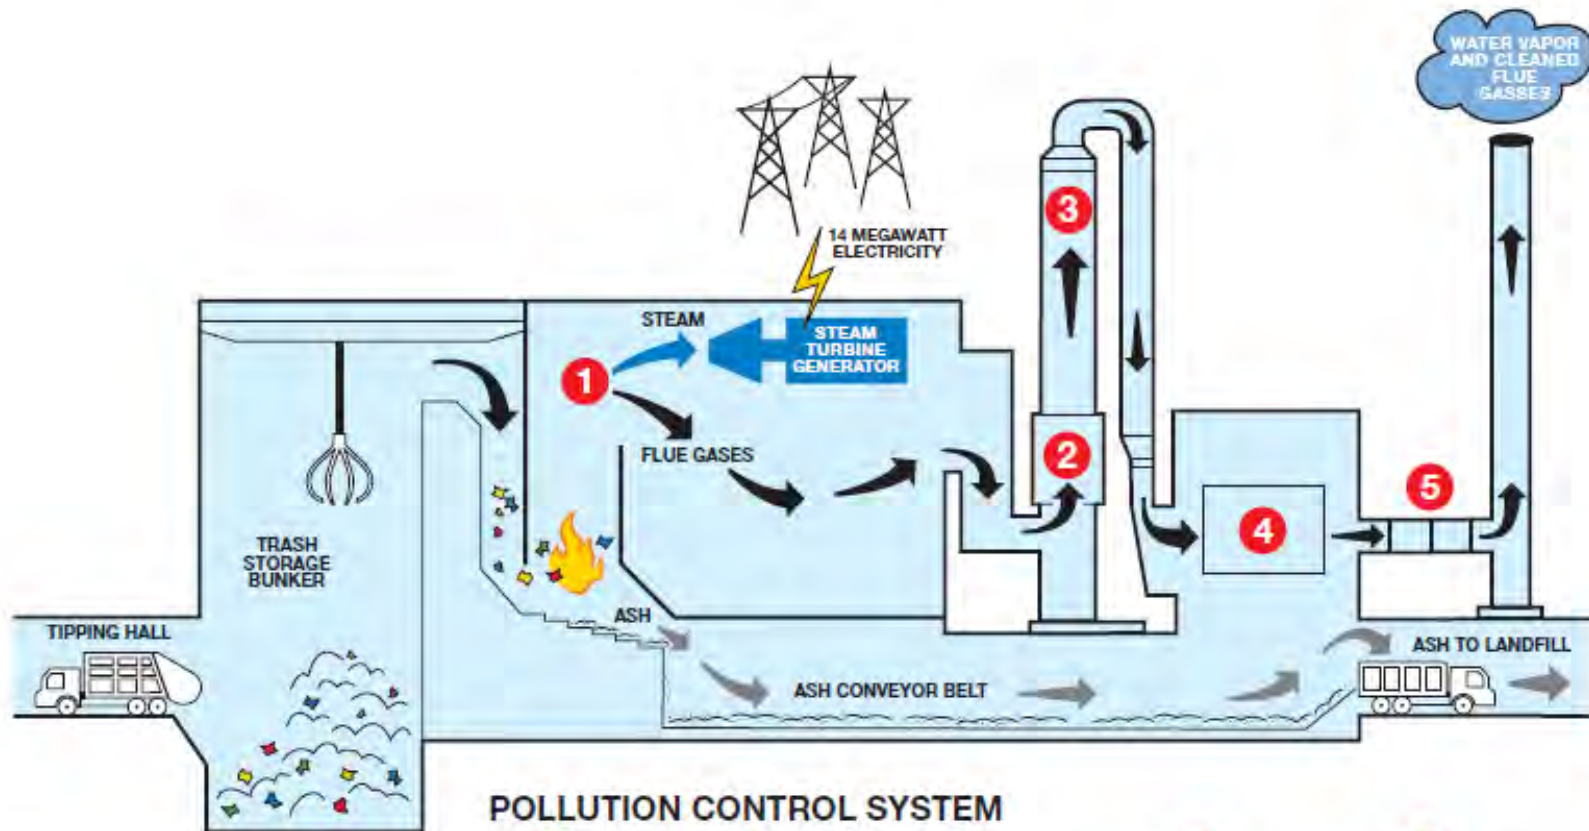 WATER VAPOR
AND CLEANED
FLUE
GASSES
3
14 MEGAWATT
ELECTRICITY
STEAM
STEAM
TURBINE
GENERATOR
1
FLUE GASES
2
5
4
TRASH
STORAGE
BUNKER
ASH
TIPPING HALL
ASH TO LANDFILL
ASH CONVEYOR BELT
POLLUTION CONTROL SYSTEM